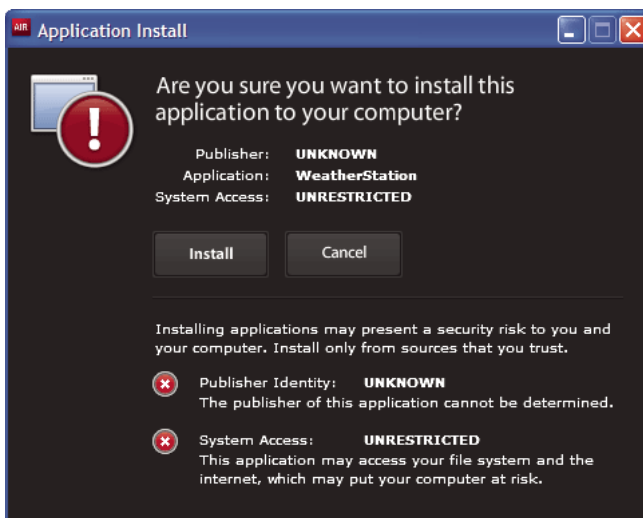 AIR Application Install
Are you sure you want to install this
application to your computer?
Publisher: UNKNOWN
Application: WeatherStation
System Access: UNRESTRICTED
Install Cancel
Installing applications may present a security risk to you and
your computer. Install only from sources that you trust.
Publisher Identity: UNKNOWN
The publisher of this application cannot be determined.
System Access: UNRESTRICTED
This application may access your file system and the
internet, which may put your computer at risk.